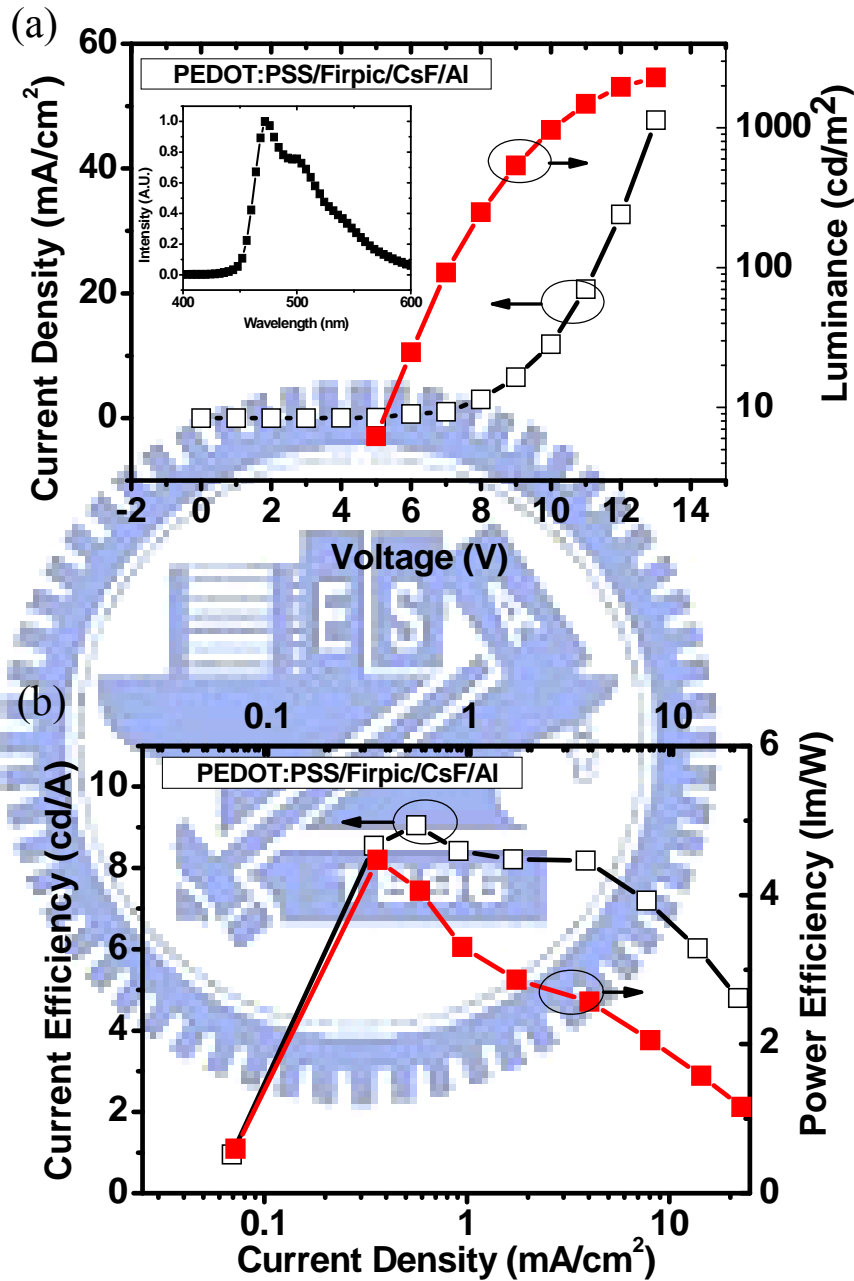 (a)
PEDOT:PSS/Firpic/CsF/Al
60
40
20
0
Current Density (mA/cm²)
1000
100
10
Luminance (cd/m²)
1.0
0.8
0.6
0.4
0.2
0.0
Intensity (A.U.)
400 500 600
Wavelength (nm)
-2 0 2 4 6 8 10 12 14
Voltage (V)
E S A
(b)
0.1 1 10
PEDOT:PSS/Firpic/CsF/Al
10
8
6
4
2
0
Current Efficiency (cd/A)
6
4
2
0
Power Efficiency (lm/W)
0.1 1 10
Current Density (mA/cm²)